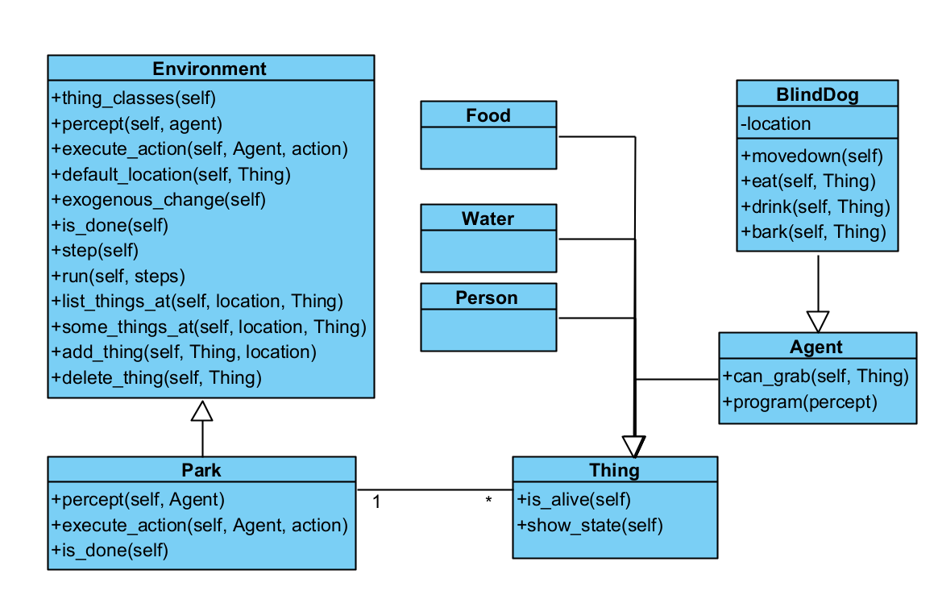 Environment
+thing_classes(self)
+percept(self, agent)
+execute_action(self, Agent, action)
+default_location(self, Thing)
+exogenous_change(self)
+is_done(self)
+step(self)
+run(self, steps)
+list_things_at(self, location, Thing)
+some_things_at(self, location, Thing)
+add_thing(self, Thing, location)
+delete_thing(self, Thing)
Food
Water
Person
BlindDog
-location
+movedown(self)
+eat(self, Thing)
+drink(self, Thing)
+bark(self, Thing)
Agent
+can_grab(self, Thing)
+program(percept)
Park
+percept(self, Agent)
+execute_action(self, Agent, action)
+is_done(self)
1
*
Thing
+is_alive(self)
+show_state(self)